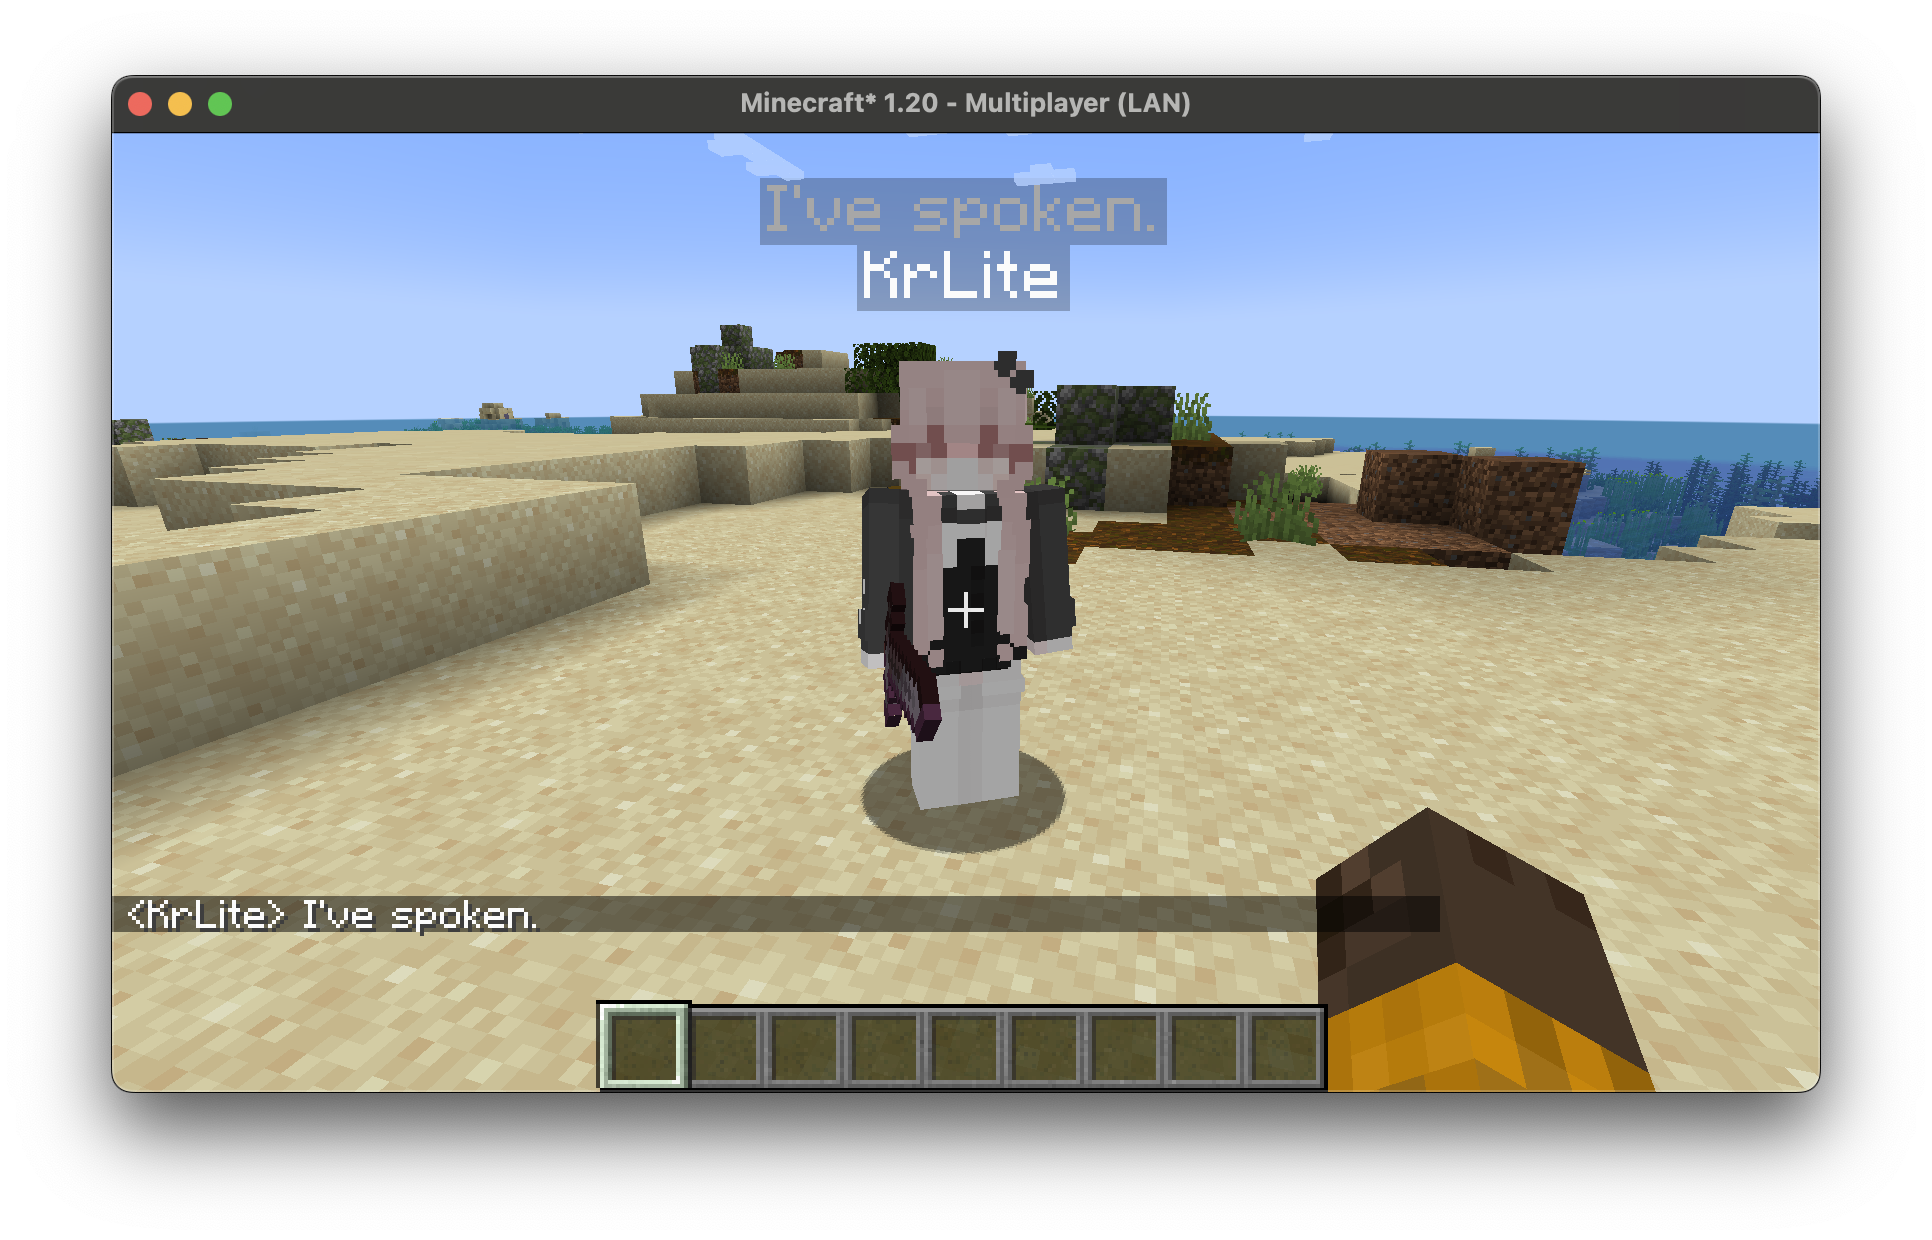 Minecraft* 1.20 - Multiplayer (LAN)
I've spoken.
KrLite
<KrLite> I've spoken.